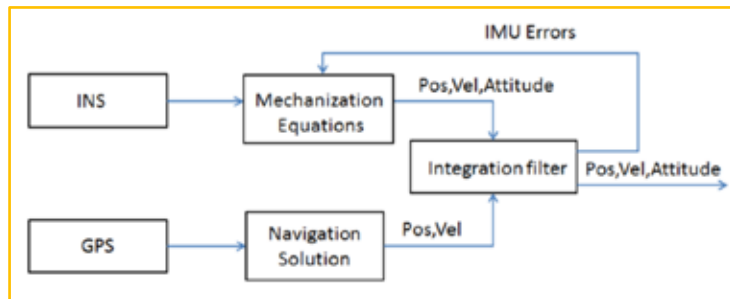 IMU Errors
INS
Mechanization
Equations
Pos,Vel,Attitude
Integration filter
Pos,Vel,Attitude
GPS
Navigation
Solution
Pos,Vel